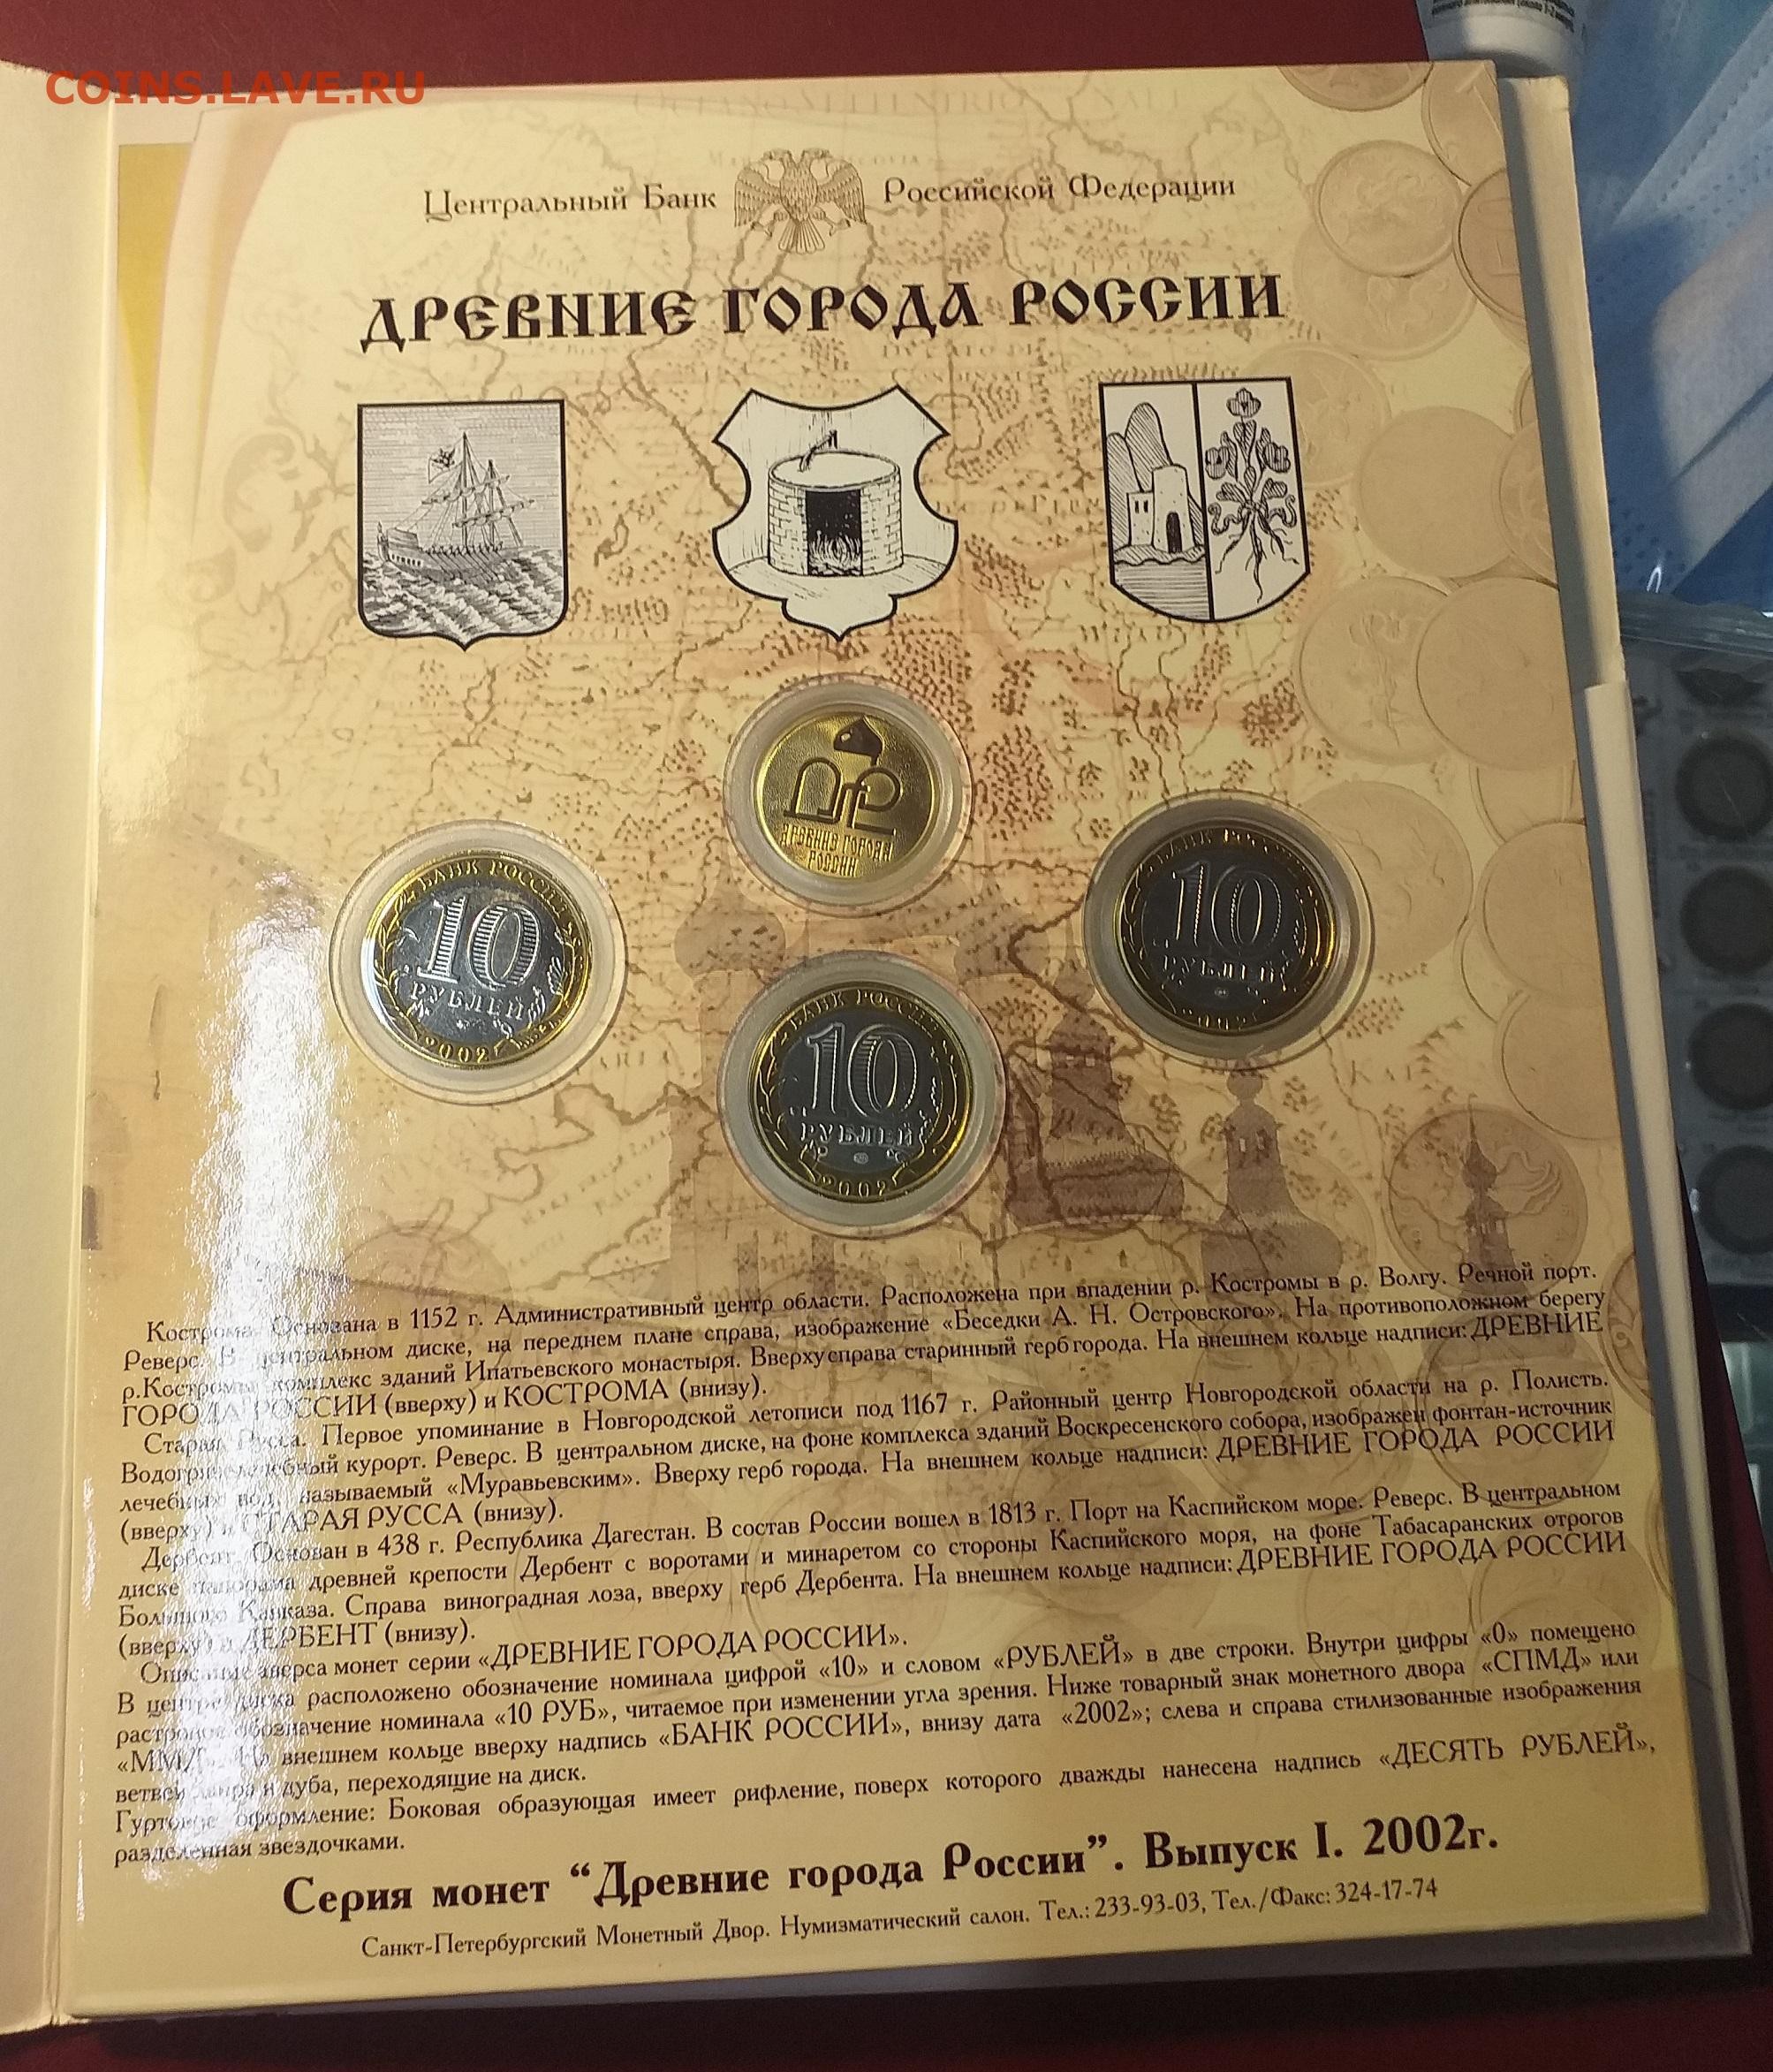 COINS.LAVE.RU
Центральный Банк Российской Федерации
ДРЕВНИЕ ГОРОДА РОССИИ
ДРЕВНИЕ ГОРОДА
РОССИИ
БАНК РОССИИ
10
РУБЛЕЙ
2002
БАНК РОССИИ
10
РУБЛЕЙ
2002
БАНК РОССИИ
10
РУБЛЕЙ
2002
Кострома. Основана в 1152 г. Административный центр области. Расположена при впадении р. Костромы в р. Волгу. Речной порт.
Реверс. В центральном диске, на переднем плане справа, изображение «Беседки А. Н. Островского». На противоположном берегу
р.Костромы комплекс зданий Ипатьевского монастыря. Вверху справа старинный герб города. На внешнем кольце надписи: ДРЕВНИЕ
ГОРОДА РОССИИ (вверху) и КОСТРОМА (внизу).
Старая Русса. Первое упоминание в Новгородской летописи под 1167 г. Районный центр Новгородской области на р. Полисть.
Водогрязелечебный курорт. Реверс. В центральном диске, на фоне комплекса зданий Воскресенского собора, изображен фонтан-источник
лечебных вод, называемый «Муравьевским». Вверху герб города. На внешнем кольце надписи: ДРЕВНИЕ ГОРОДА РОССИИ
(вверху) и СТАРАЯ РУССА (внизу).
Дербент. Основан в 438 г. Республика Дагестан. В состав России вошел в 1813 г. Порт на Каспийском море. Реверс. В центральном
диске панорама древней крепости Дербент с воротами и минаретом со стороны Каспийского моря, на фоне Табасаранских отрогов
Большого Кавказа. Справа виноградная лоза, вверху герб Дербента. На внешнем кольце надписи: ДРЕВНИЕ ГОРОДА РОССИИ
(вверху) и ДЕРБЕНТ (внизу).
Описание аверса монет серии «ДРЕВНИЕ ГОРОДА РОССИИ».
В центре диска расположено обозначение номинала цифрой «10» и словом «РУБЛЕЙ» в две строки. Внутри цифры «0» помещено
растровое обозначение номинала «10 РУБ», читаемое при изменении угла зрения. Ниже товарный знак монетного двора «СПМД» или
«ММД». На внешнем кольце вверху надпись «БАНК РОССИИ», внизу дата «2002»; слева и справа стилизованные изображения
ветвей лавра и дуба, переходящие на диск.
Гуртовое оформление: Боковая образующая имеет рифление, поверх которого дважды нанесена надпись «ДЕСЯТЬ РУБЛЕЙ»,
разделенная звездочками.
Серия монет “Древние города России”. Выпуск I. 2002г.
Санкт-Петербургский Монетный Двор. Нумизматический салон. Тел.: 233-93-03, Тел./Факс: 324-17-74